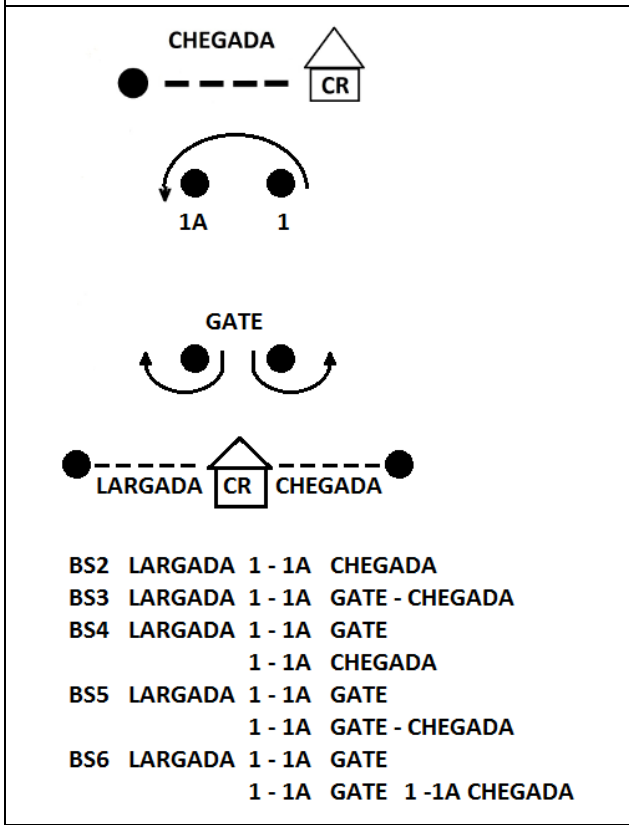 CHEGADA
CR
1A 1
GATE
LARGADA CR CHEGADA
BS2 LARGADA 1 - 1A CHEGADA
BS3 LARGADA 1 - 1A GATE - CHEGADA
BS4 LARGADA 1 - 1A GATE
1 - 1A CHEGADA
BS5 LARGADA 1 - 1A GATE
1 - 1A GATE - CHEGADA
BS6 LARGADA 1 - 1A GATE
1 - 1A GATE 1 -1A CHEGADA